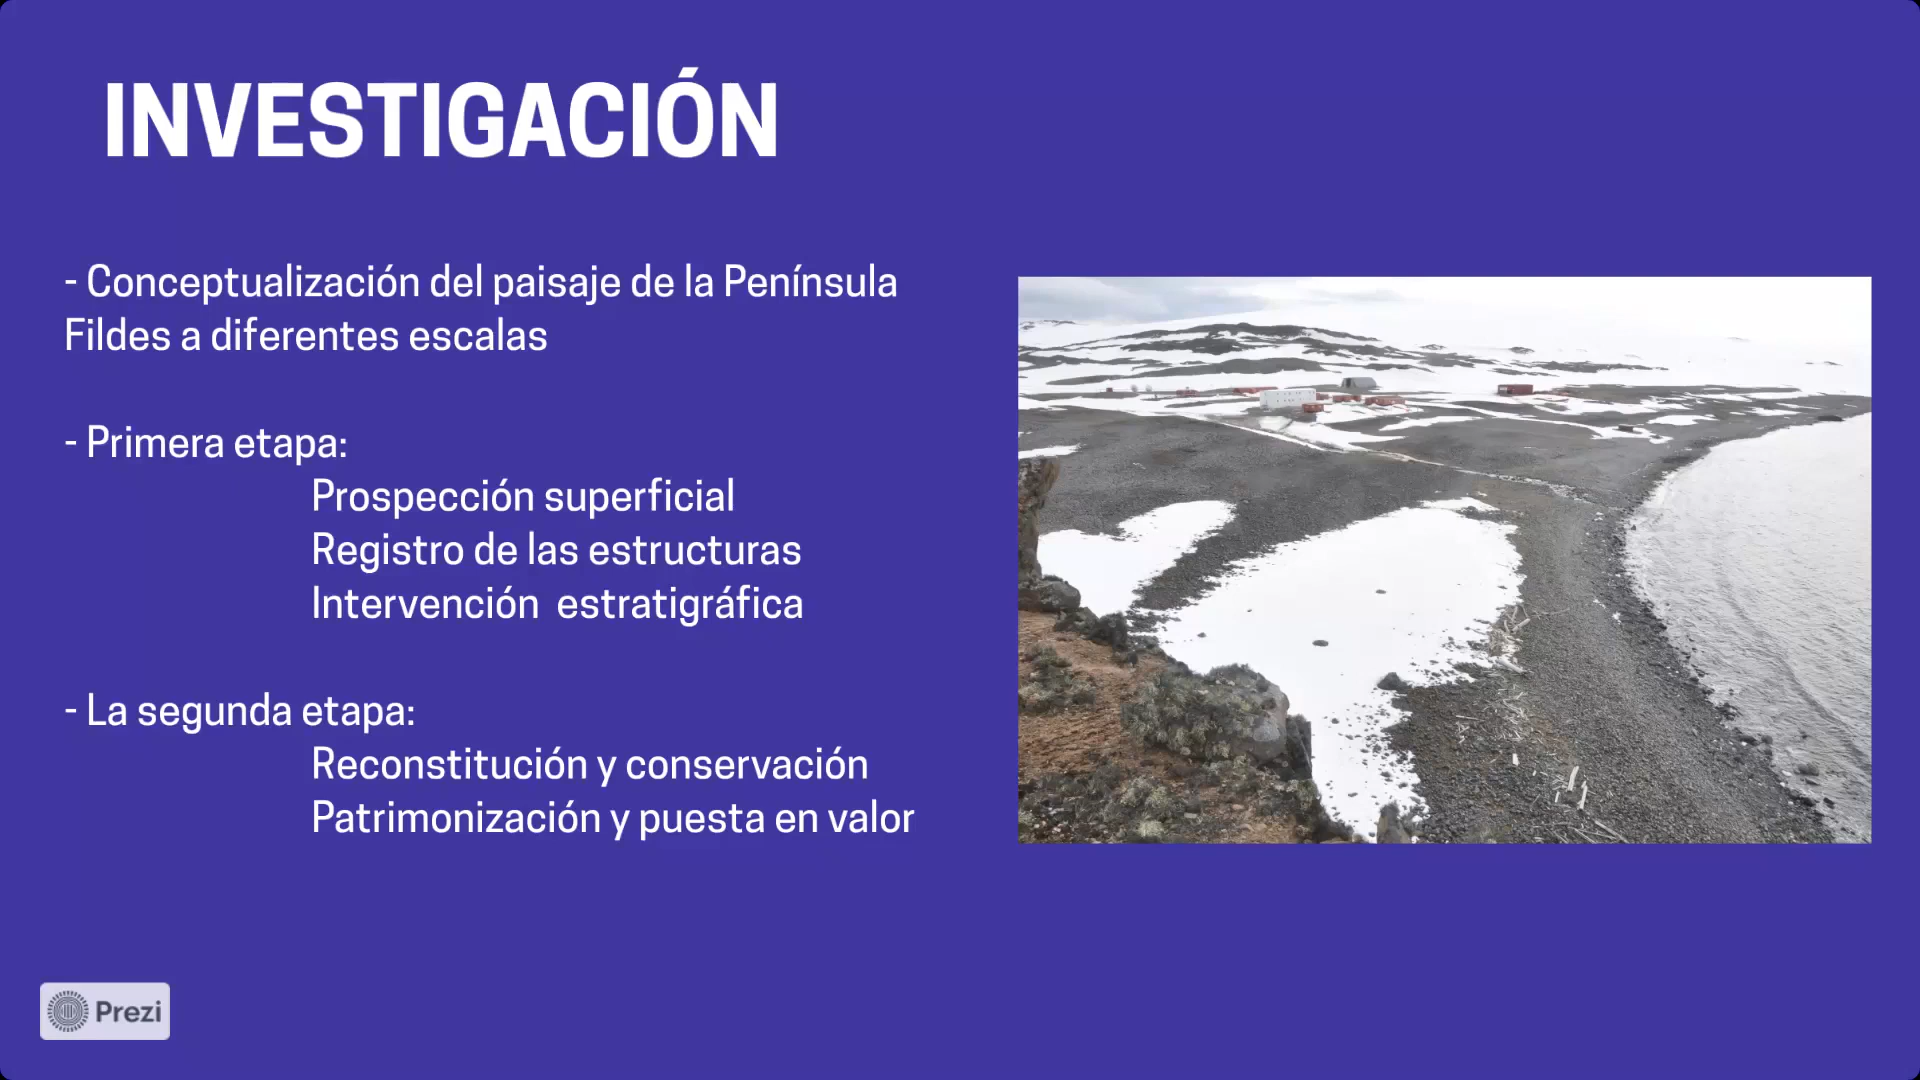 INVESTIGACIÓN
- Conceptualización del paisaje de la Península
Fildes a diferentes escalas
- Primera etapa:
Prospección superficial
Registro de las estructuras
Intervención  estratigráfica
- La segunda etapa:
Reconstitución y conservación
Patrimonización y puesta en valor
Prezi